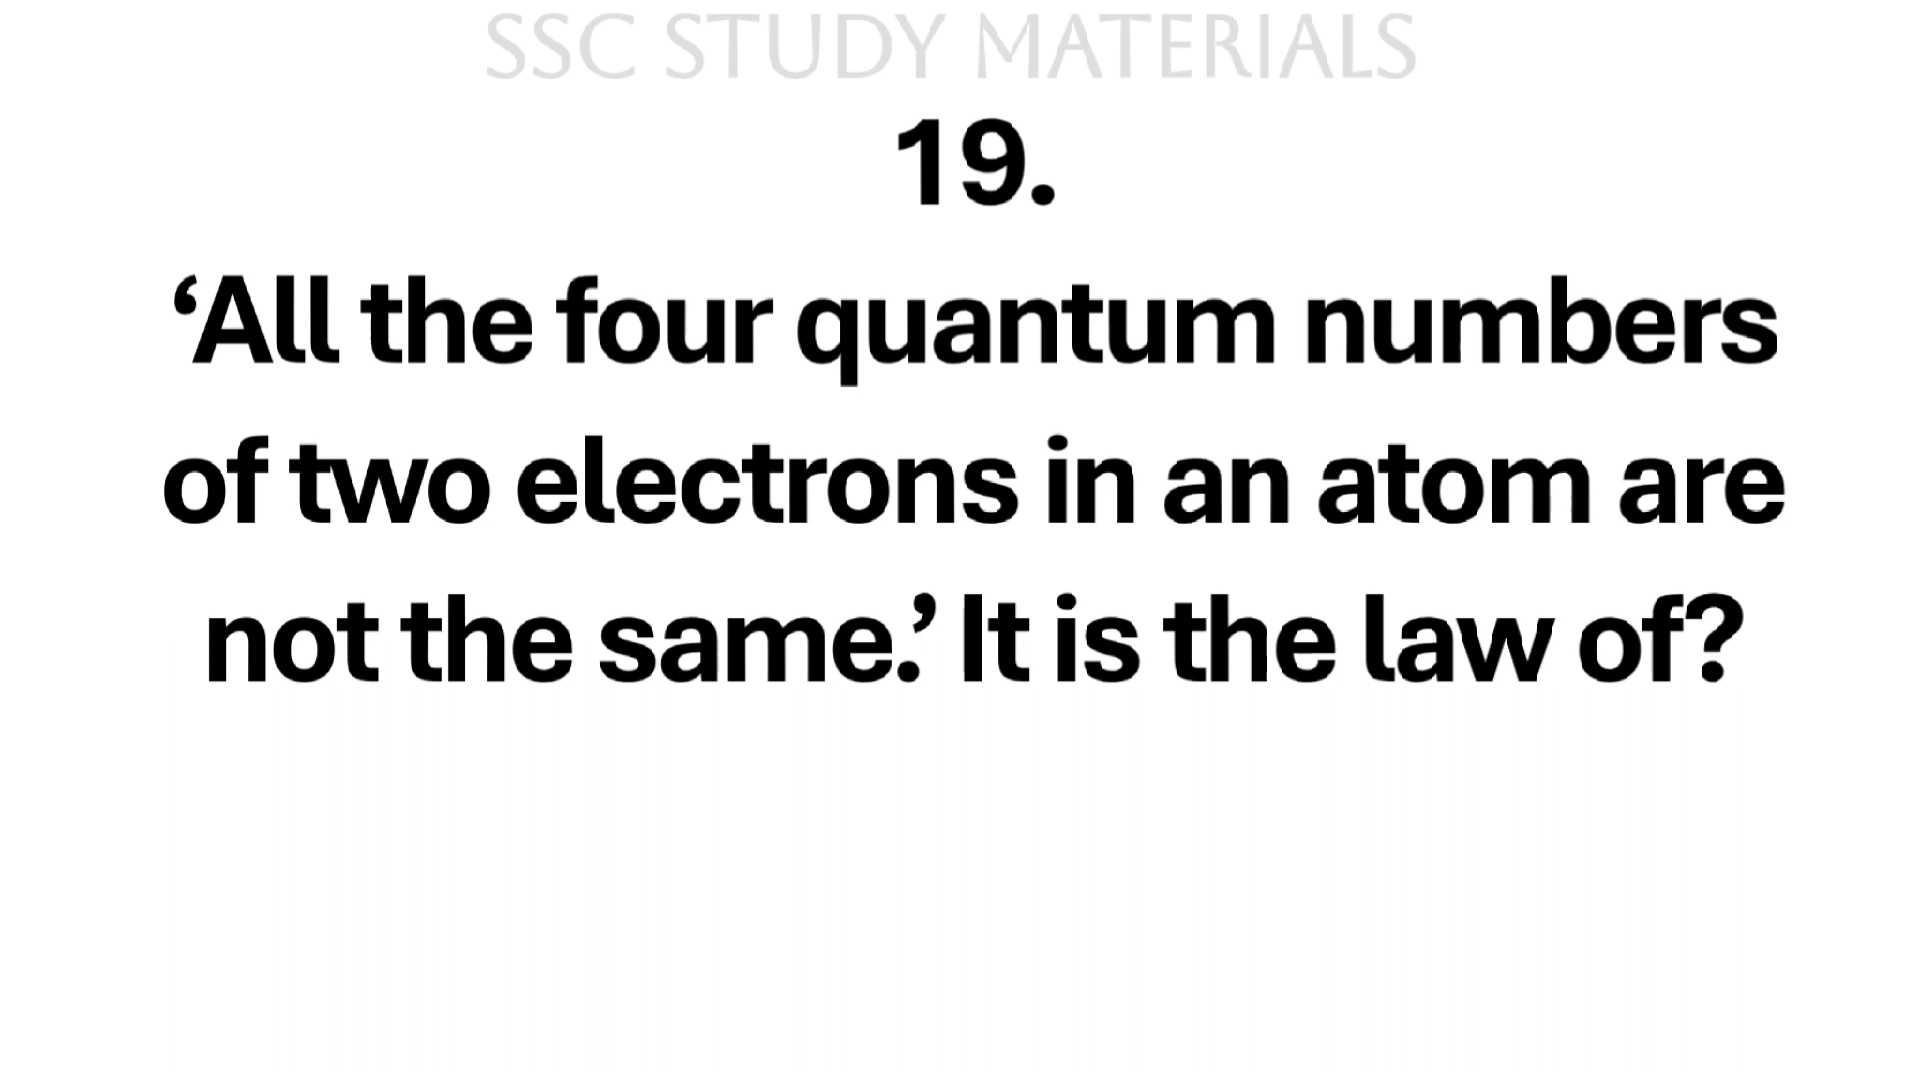 SSC STUDY MATERIALS
19.
‘All the four quantum numbers
of two electrons in an atom are
not the same.’ It is the law of?